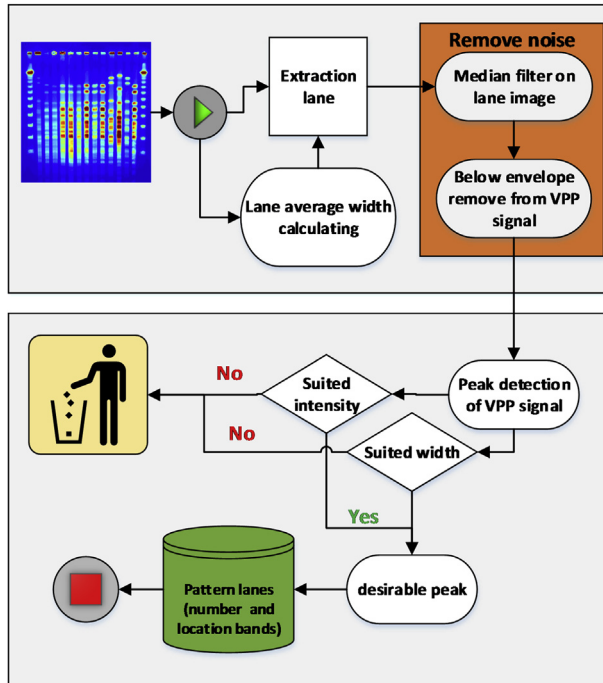 Remove noise
Extraction
lane
Median filter on
lane image
Lane average width
calculating
Below envelope
remove from VPP
signal
No
Suited
intensity
Peak detection
of VPP signal
No
Suited width
Yes
Pattern lanes
(number and
location bands)
desirable peak